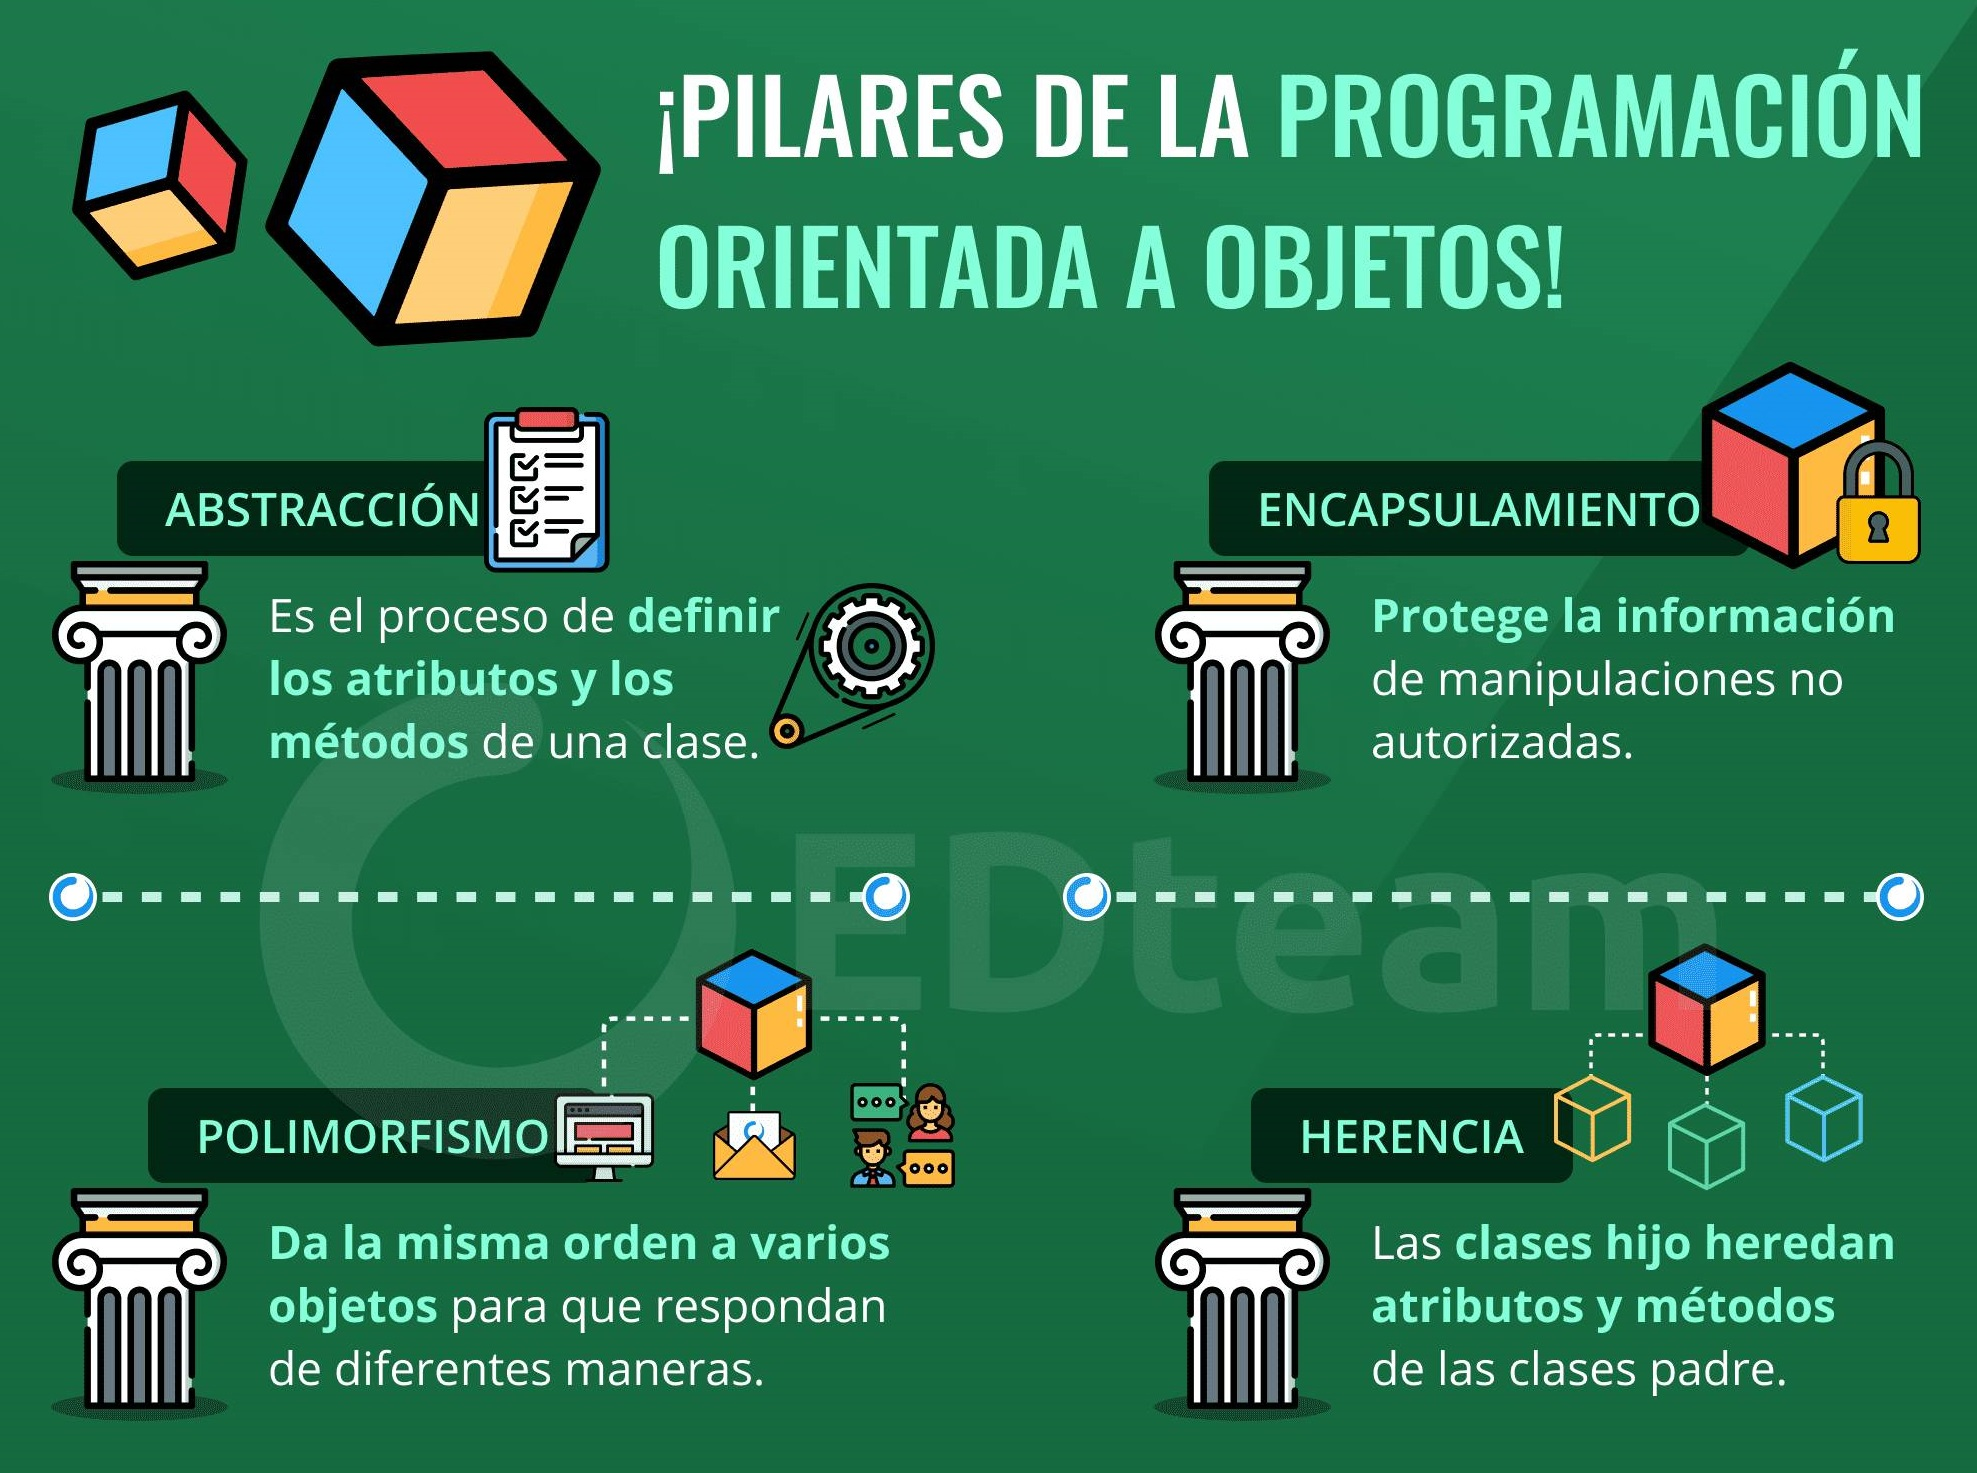 ¡PILARES DE LA PROGRAMACIÓN
ORIENTADA A OBJETOS!
ABSTRACCIÓN
Es el proceso de definir
los atributos y los
métodos de una clase.
ENCAPSULAMIENTO
Protege la información
de manipulaciones no
autorizadas.
EDteam
POLIMORFISMO
Da la misma orden a varios
objetos para que respondan
de diferentes maneras.
HERENCIA
Las clases hijo heredan
atributos y métodos
de las clases padre.